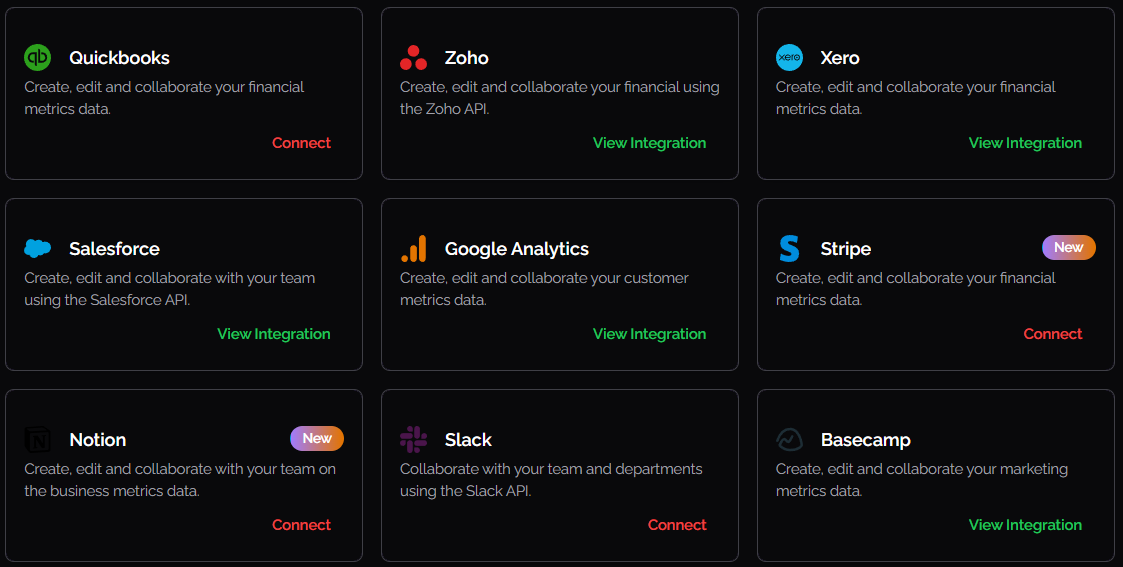 Quickbooks
Create, edit and collaborate your financial
metrics data.
Connect
Zoho
Create, edit and collaborate your financial using
the Zoho API.
View Integration
xero
Xero
Create, edit and collaborate your financial
metrics data.
View Integration
Salesforce
Create, edit and collaborate with your team
using the Salesforce API.
View Integration
Google Analytics
Create, edit and collaborate your customer
metrics data.
View Integration
Stripe
New
Create, edit and collaborate your financial
metrics data.
Connect
Notion
New
Create, edit and collaborate with your team on
the business metrics data.
Connect
Slack
Collaborate with your team and departments
using the Slack API.
Connect
Basecamp
Create, edit and collaborate your marketing
metrics data.
View Integration